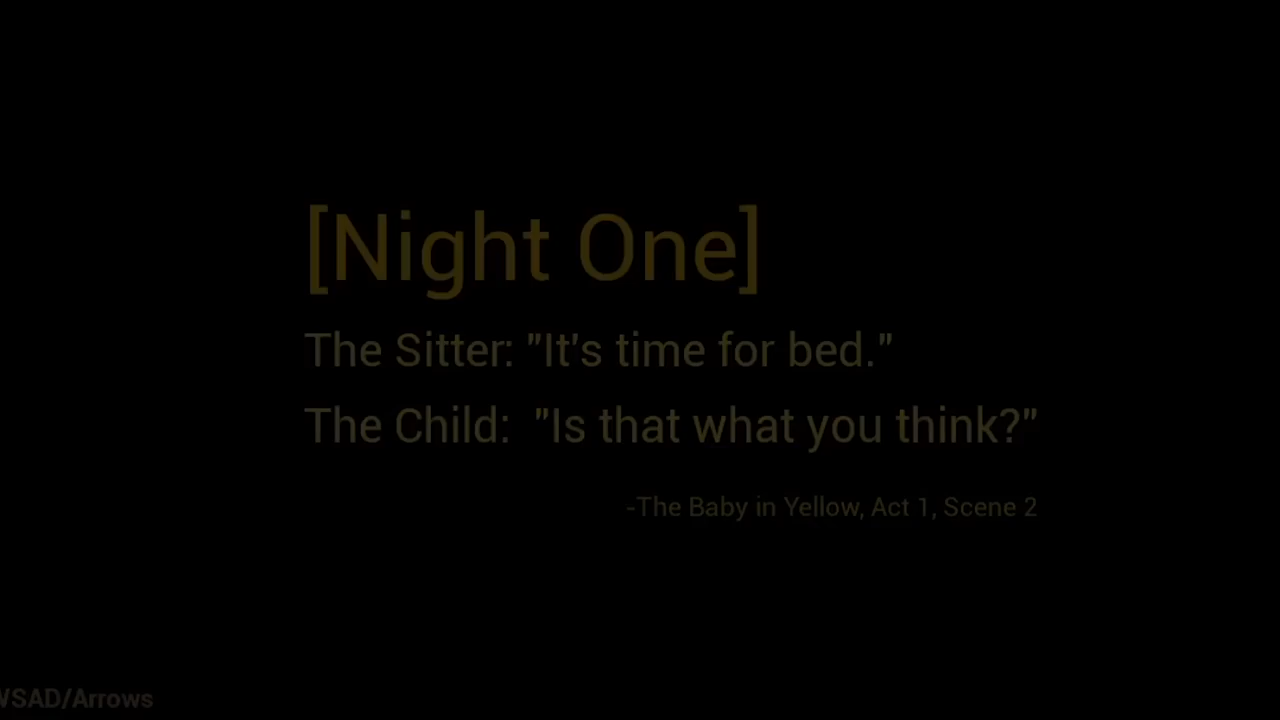 [Night One]
The Sitter: "It's time for bed."
The Child:  "Is that what you think?"
-The Baby in Yellow, Act 1, Scene 2
WSAD/Arrows